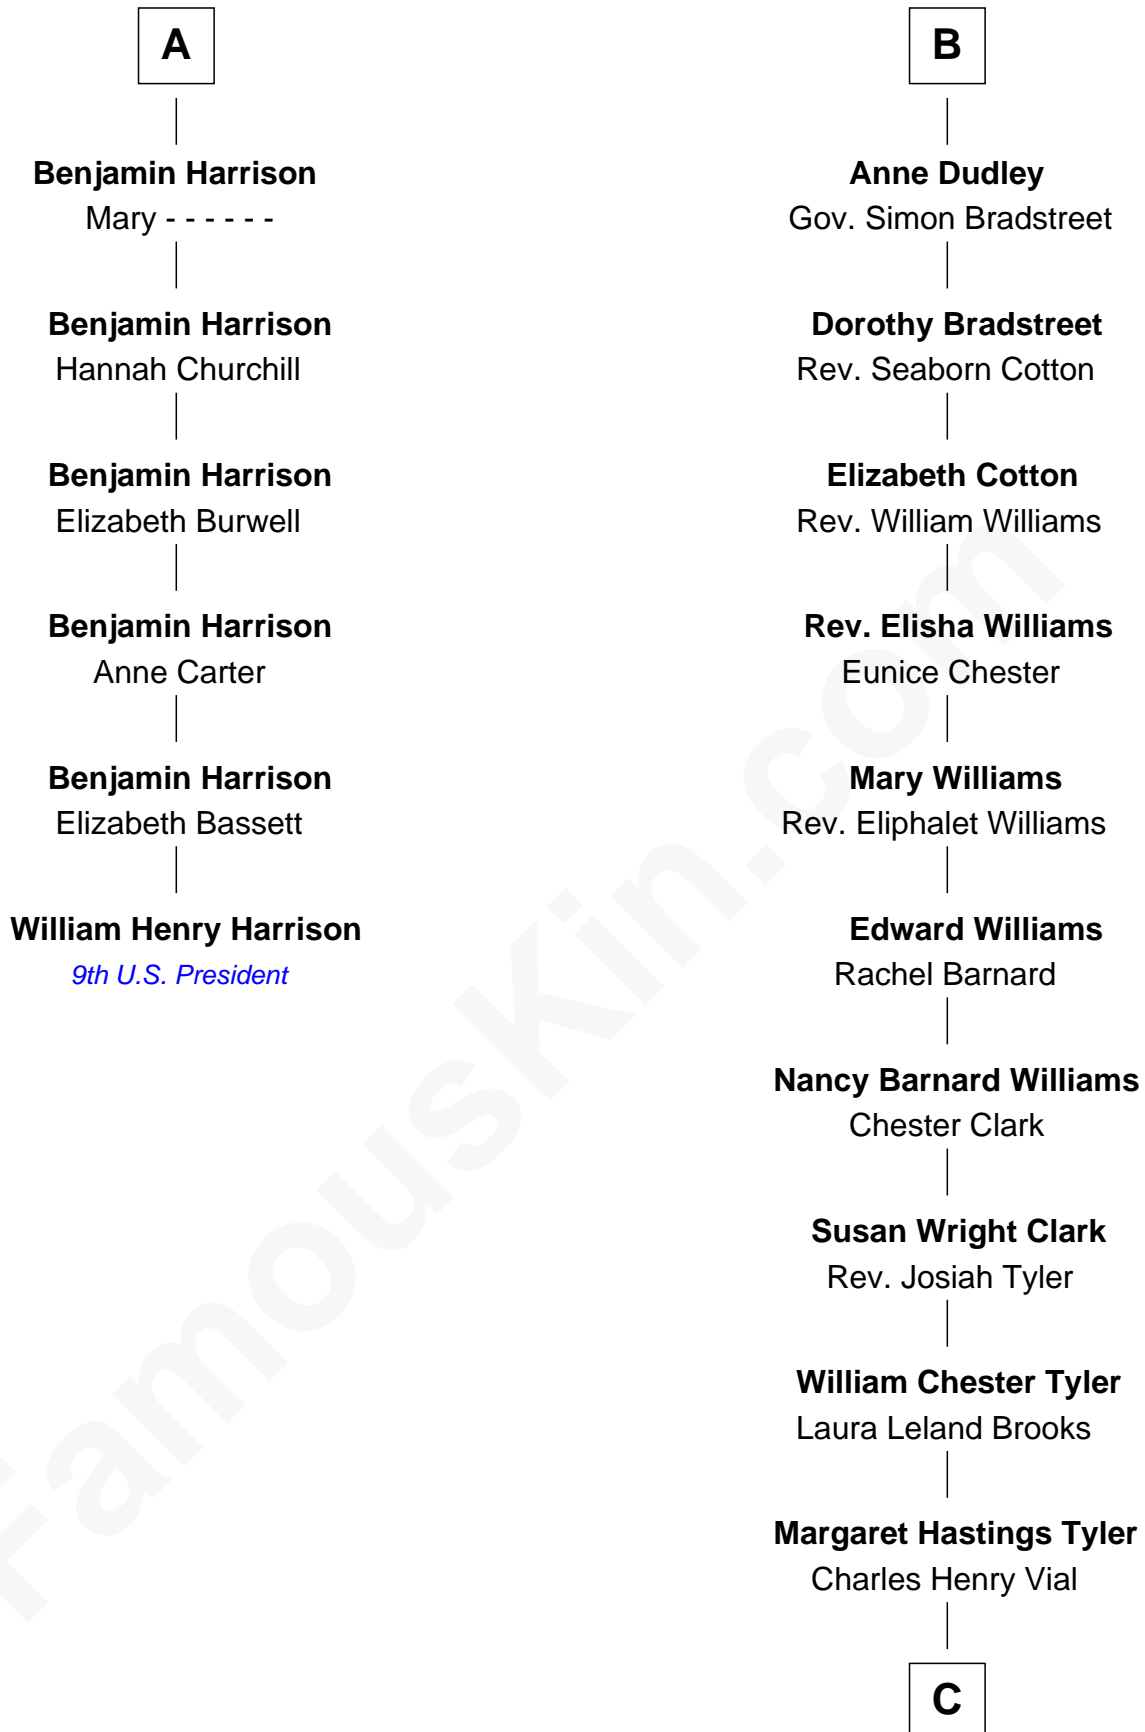 A
Benjamin Harrison
Mary - - - - - -
Benjamin Harrison
Hannah Churchill
Benjamin Harrison
Elizabeth Burwell
Benjamin Harrison
Anne Carter
Benjamin Harrison
Elizabeth Bassett
William Henry Harrison
9th U.S. President
B
Anne Dudley
Gov. Simon Bradstreet
Dorothy Bradstreet
Rev. Seaborn Cotton
Elizabeth Cotton
Rev. William Williams
Rev. Elisha Williams
Eunice Chester
Mary Williams
Rev. Eliphalet Williams
Edward Williams
Rachel Barnard
Nancy Barnard Williams
Chester Clark
Susan Wright Clark
Rev. Josiah Tyler
William Chester Tyler
Laura Leland Brooks
Margaret Hastings Tyler
Charles Henry Vial
C
FamousKin.com